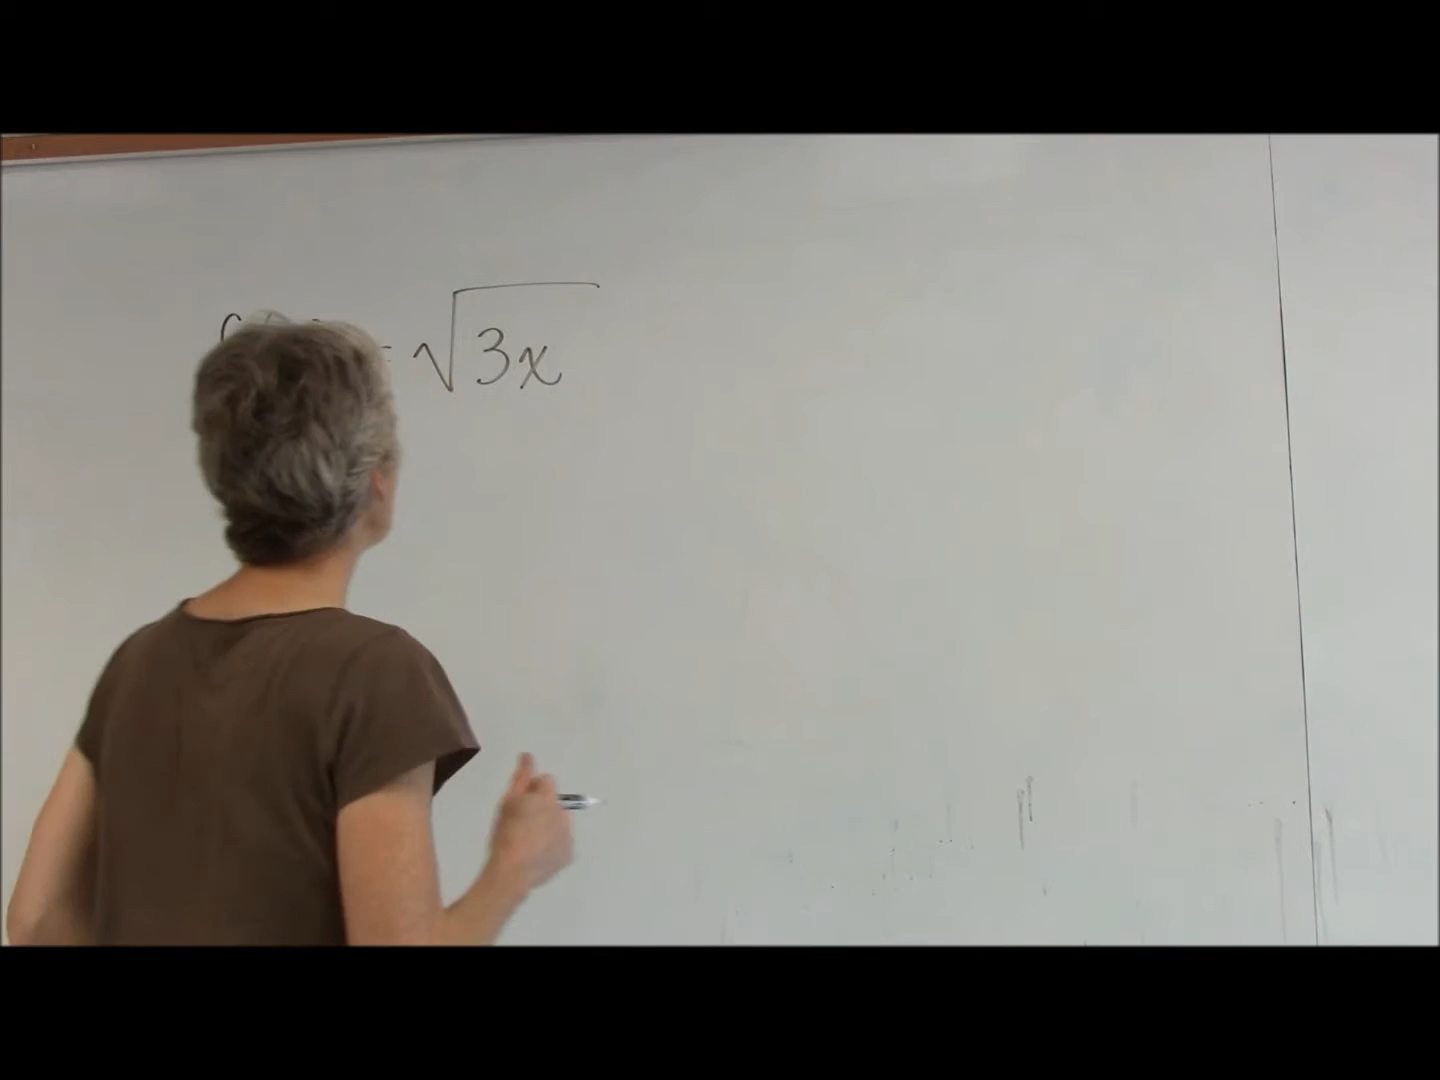 = √3x